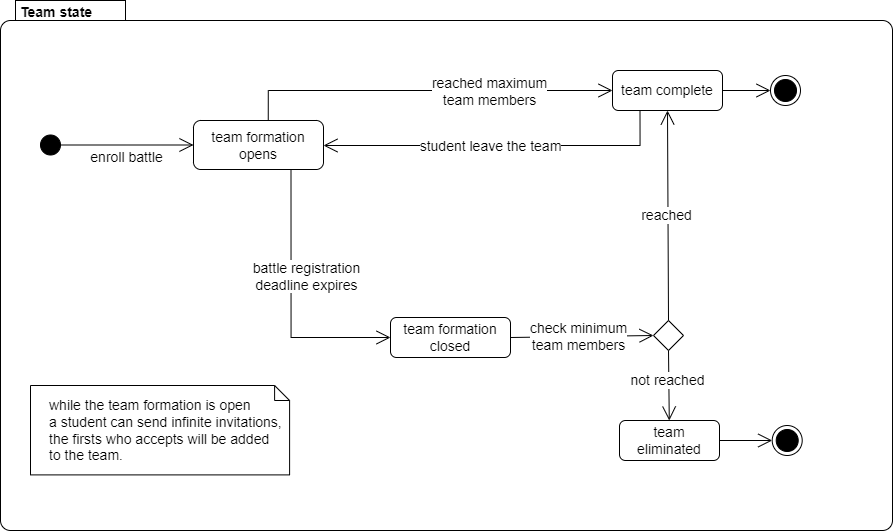 Team state
reached maximum
team members
team complete
team formation
opens
student leave the team
enroll battle
reached
battle registration
deadline expires
team formation
closed
check minimum
team members
not reached
team
eliminated
while the team formation is open
a student can send infinite invitations,
the firsts who accepts will be added
to the team.